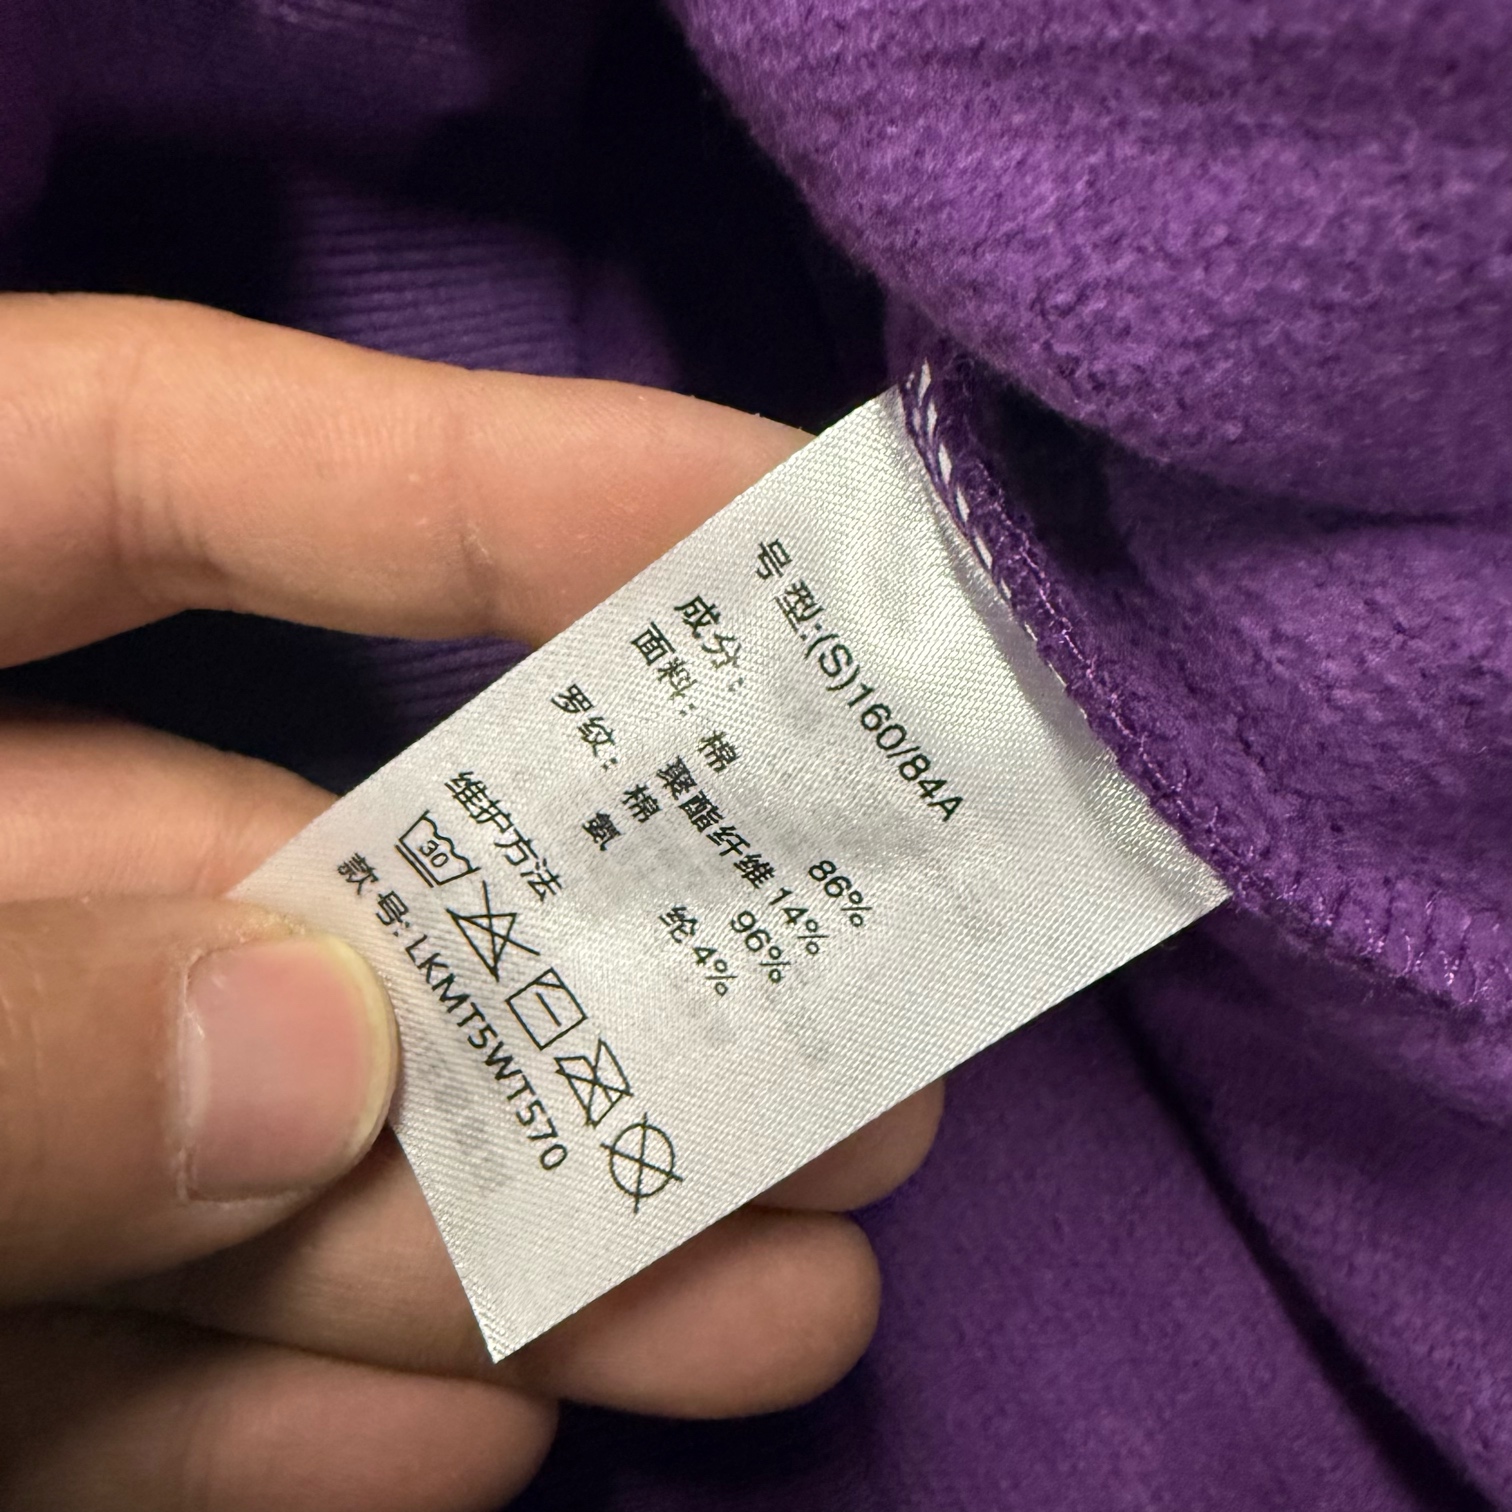 号型:(S)160/84A
成分:
面料: 棉 86%
聚酯纤维 14%
罗纹: 棉 96%
氨 纶 4%
维护方法
30
款号: LKMT5WT570